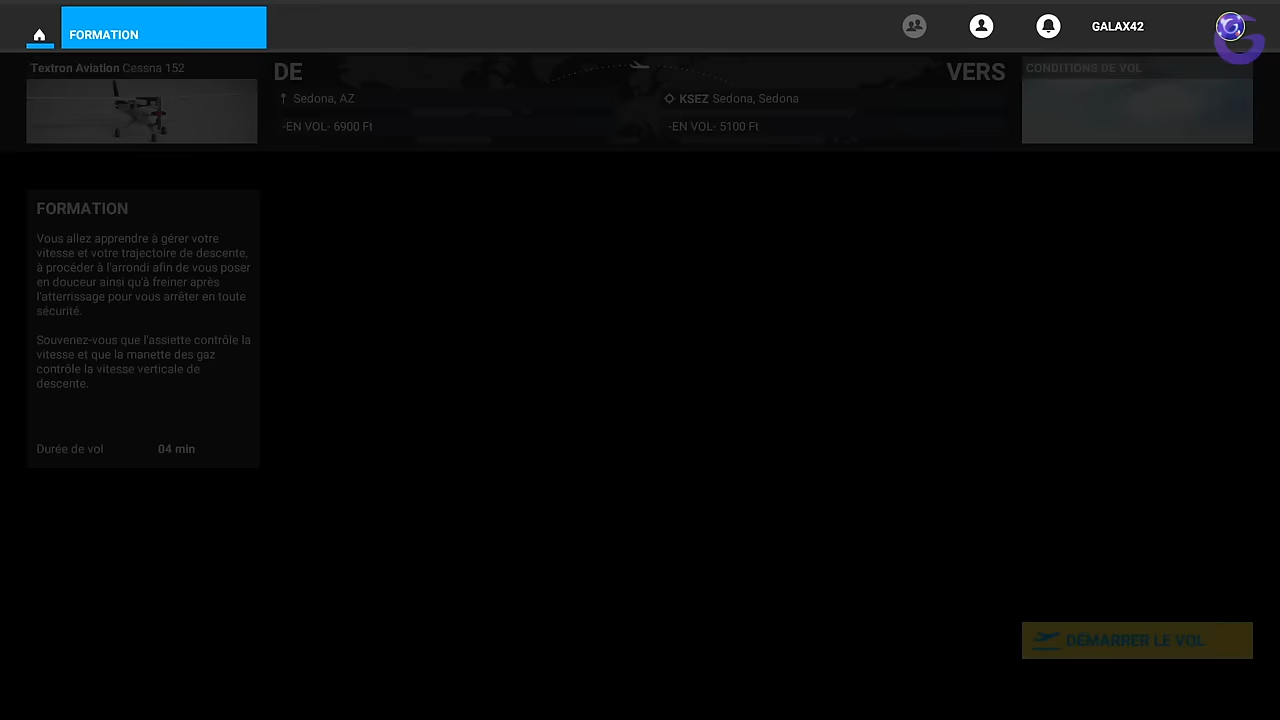 FORMATION
GALAX42
Textron Aviation Cessna 152
DE
VERS
CONDITIONS DE VOL
Sedona, AZ
KSEZ Sedona, Sedona
-EN VOL- 6900 Ft
-EN VOL- 5100 Ft
FORMATION
Vous allez apprendre à gérer votre
vitesse et votre trajectoire de descente,
à procéder à l'arrondi afin de vous poser
en douceur ainsi qu'à freiner après
l'atterrissage pour vous arrêter en toute
sécurité.
Souvenez-vous que l'assiette contrôle la
vitesse et que la manette des gaz
contrôle la vitesse verticale de
descente.
Durée de vol 04 min
DÉMARRER LE VOL